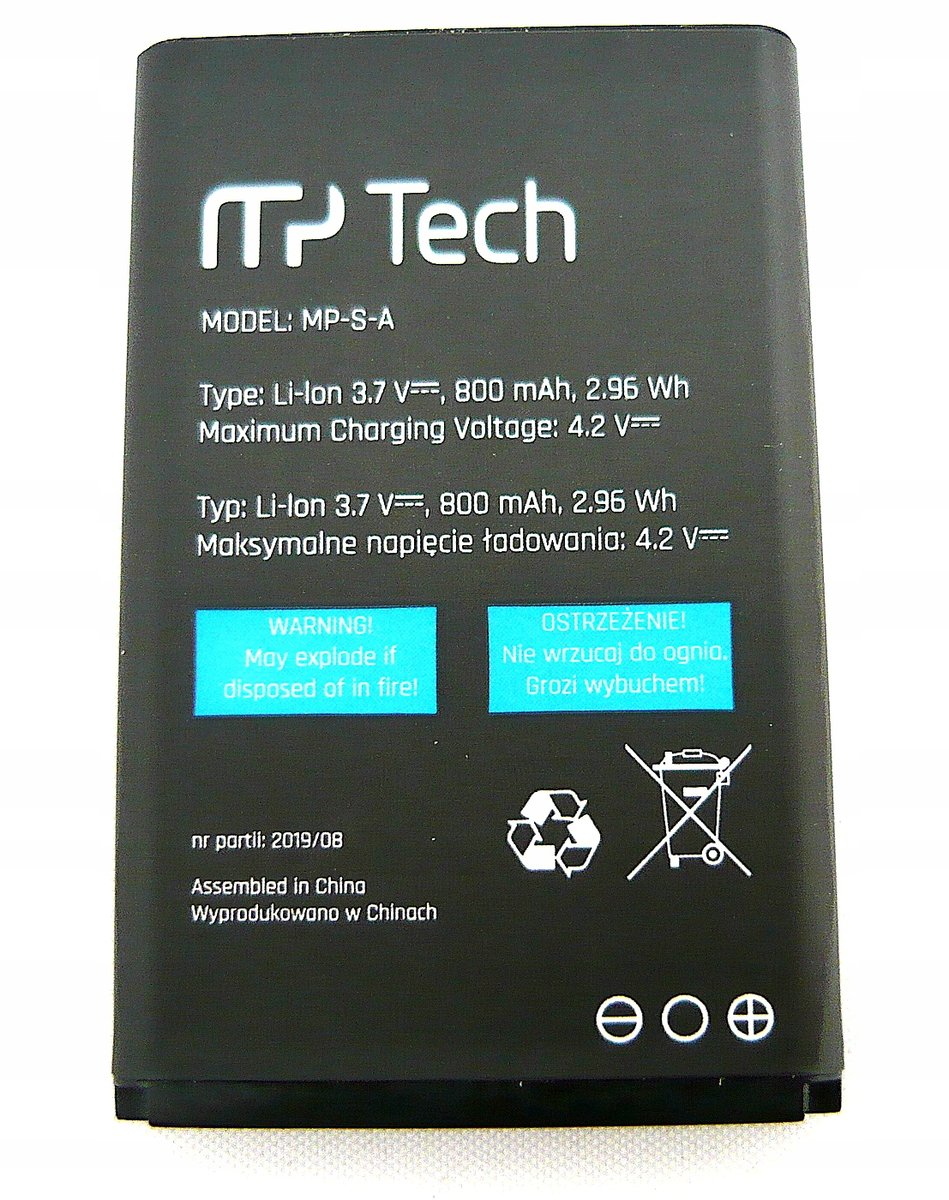 mp Tech
MODEL: MP-S-A
Type: Li-Ion 3.7 V⎓, 800 mAh, 2.96 Wh
Maximum Charging Voltage: 4.2 V⎓
Typ: Li-Ion 3.7 V⎓, 800 mAh, 2.96 Wh
Maksymalne napięcie ładowania: 4.2 V⎓
WARNING!
May explode if
disposed of in fire!
OSTRZEŻENIE!
Nie wrzucaj do ognia.
Grozi wybuchem!
nr partii: 2019/08
Assembled in China
Wyprodukowano w Chinach